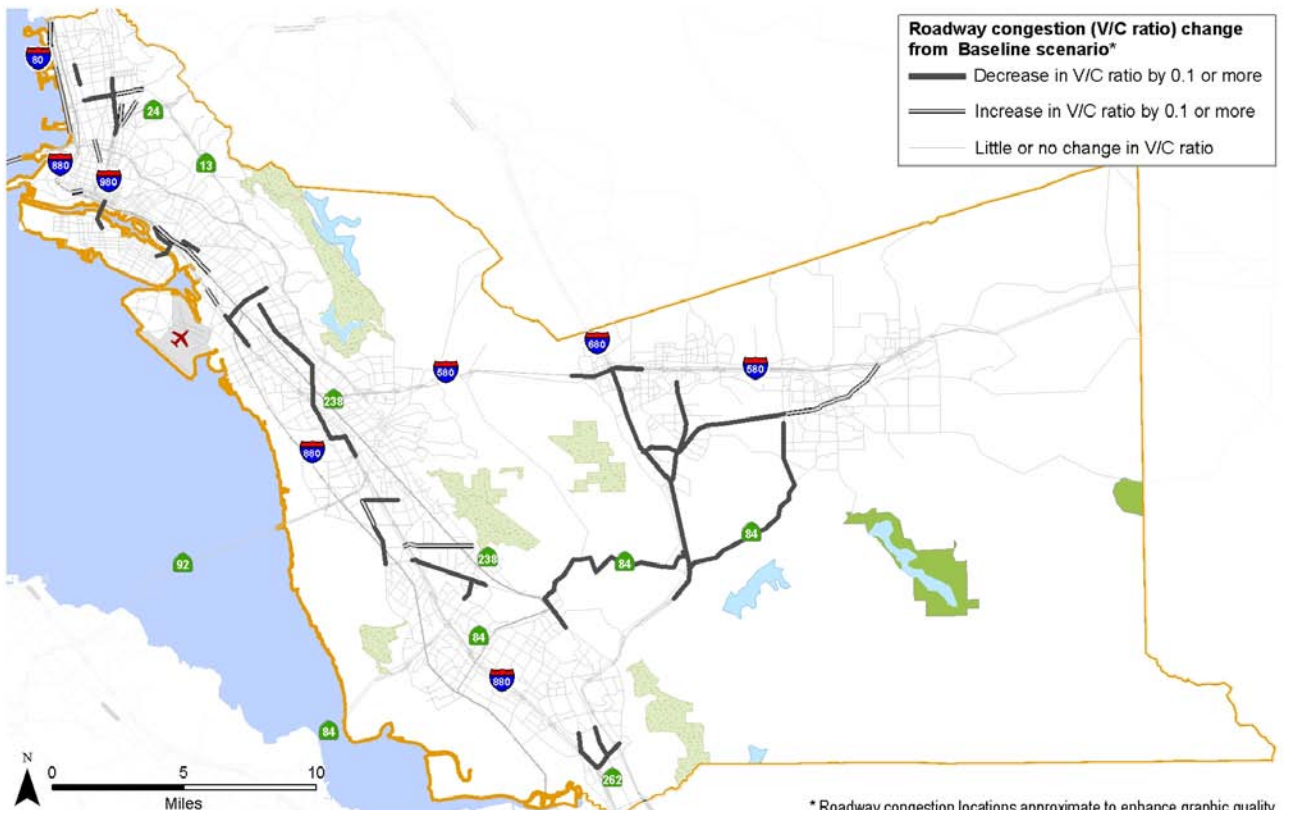 Roadway congestion (V/C ratio) change
from Baseline scenario*
Decrease in V/C ratio by 0.1 or more
Increase in V/C ratio by 0.1 or more
Little or no change in V/C ratio
80
24
13
880
980
680
580
580
238
880
84
84
238
92
84
880
84
262
N
0 5 10
Miles
* Roadway congestion locations approximate to enhance graphic quality